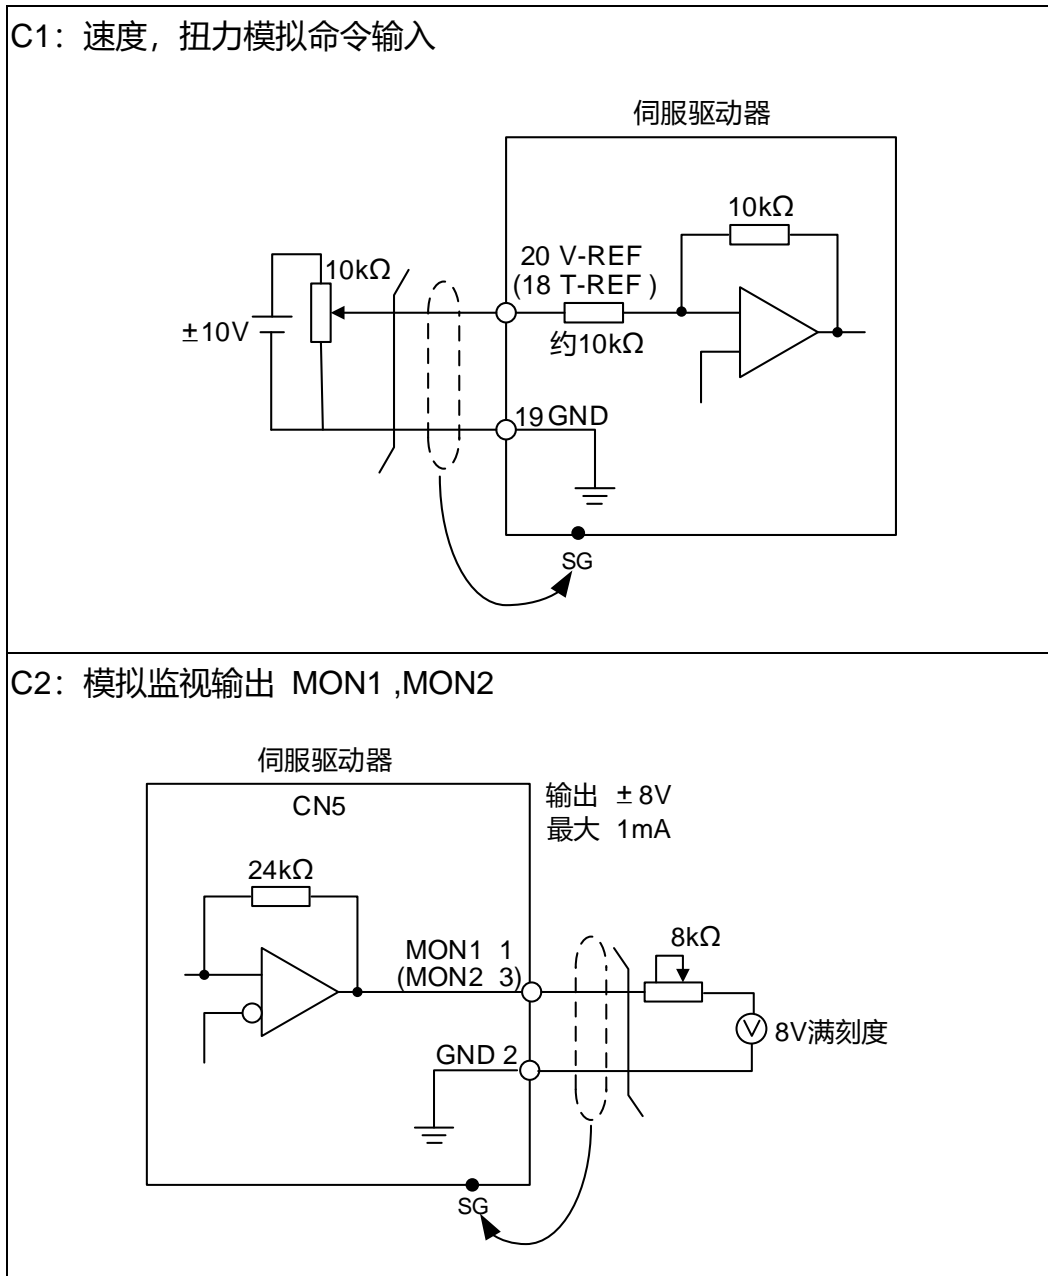 C1：速度，扭力模拟命令输入
伺服驱动器
10kΩ
20 V-REF
(18 T-REF )
10kΩ
±10V
约10kΩ
19 GND
SG
C2：模拟监视输出 MON1 ,MON2
伺服驱动器
CN5
输出 ± 8V
最大 1mA
24kΩ
MON1 1
(MON2 3)
8kΩ
8V满刻度
GND 2
SG